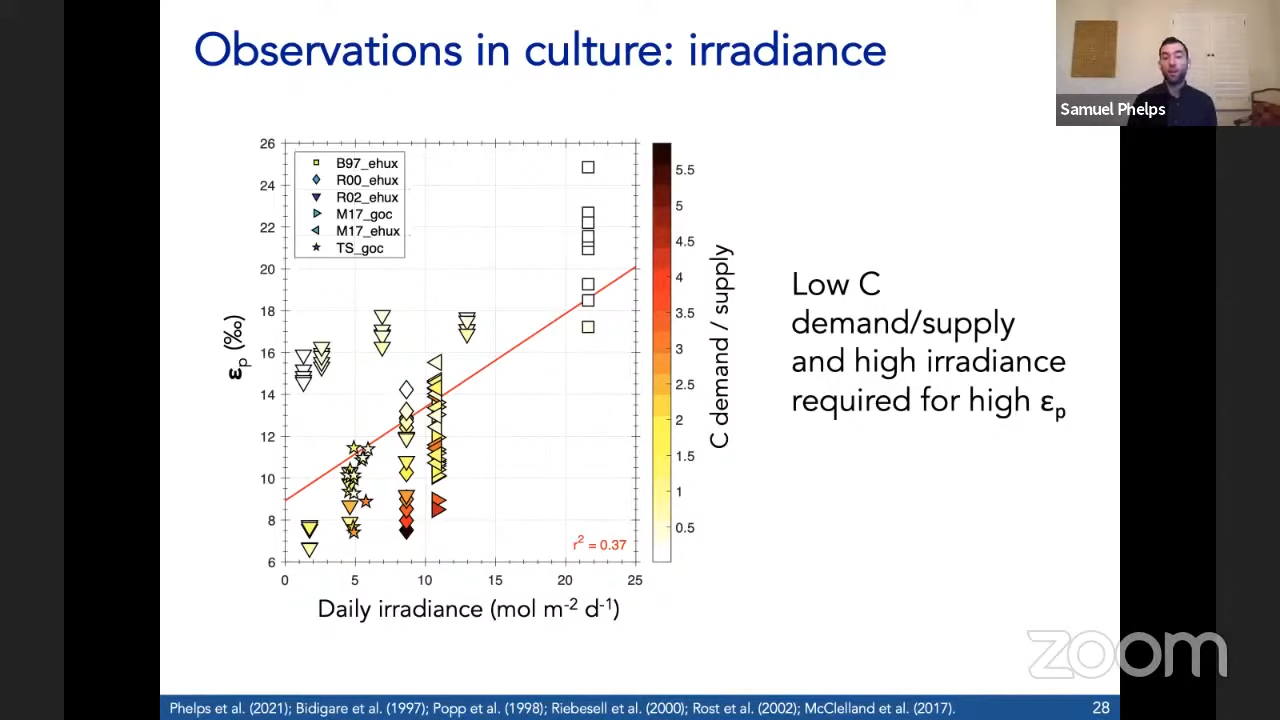 Observations in culture: irradiance
Samuel Phelps
26
24
22
20
18
16
14
12
10
8
6
εp (‰)
B97_ehux
R00_ehux
R02_ehux
M17_goc
M17_ehux
TS_goc
r² = 0.37
0
5
10
15
20
25
Daily irradiance (mol m⁻² d⁻¹)
5.5
5
4.5
4
3.5
3
2.5
2
1.5
1
0.5
C demand / supply
Low C
demand/supply
and high irradiance
required for high εp
zoom
Phelps et al. (2021); Bidigare et al. (1997); Popp et al. (1998); Riebesell et al. (2000); Rost et al. (2002); McClelland et al. (2017).
28